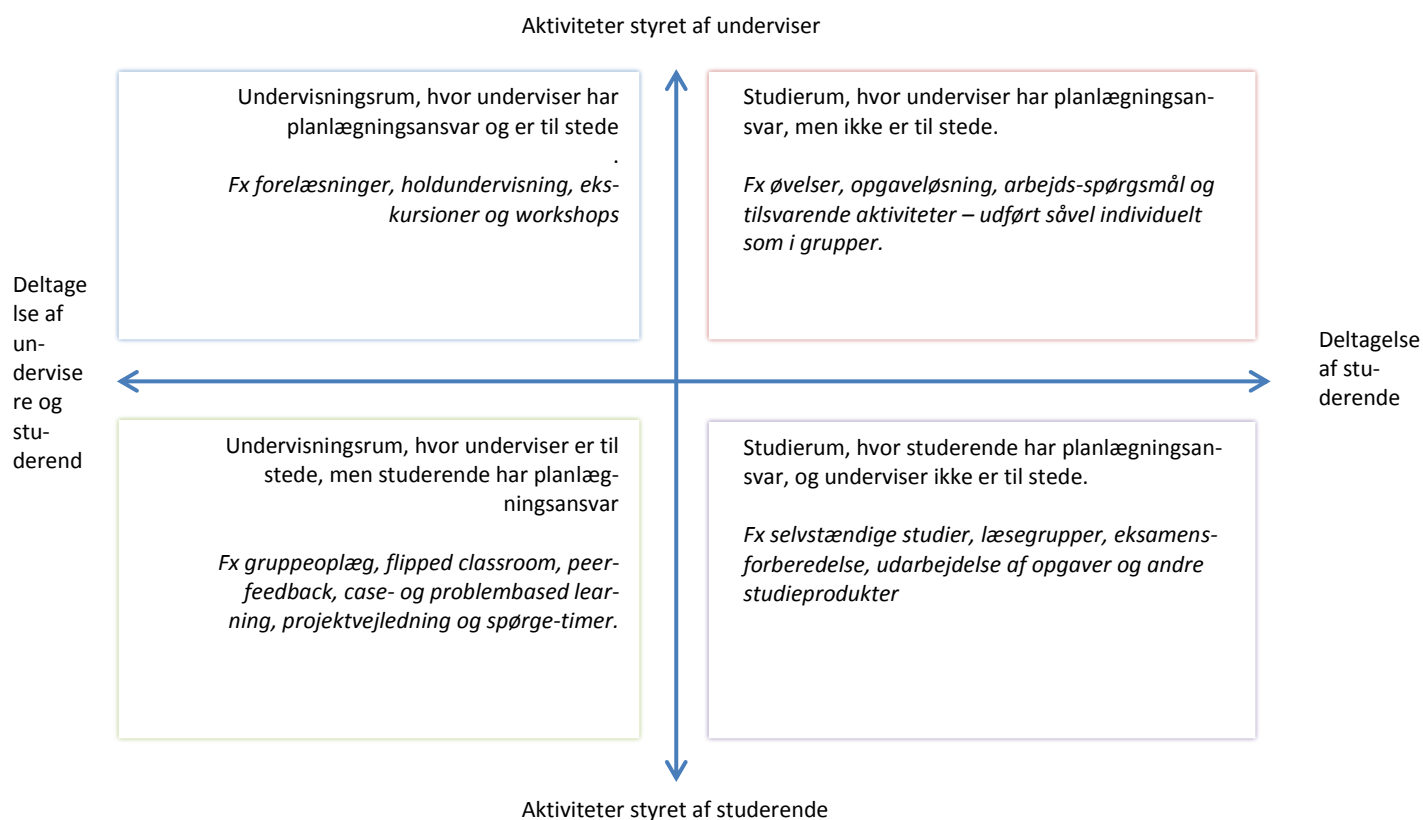 Aktiviteter styret af underviser
Undervisningsrum, hvor underviser har
planlægningsansvar og er til stede
.
Fx forelæsninger, holdundervisning, eks-
kursioner og workshops
Studierum, hvor underviser har planlægningsan-
svar, men ikke er til stede.
Fx øvelser, opgaveløsning, arbejds-spørgsmål og
tilsvarende aktiviteter – udført såvel individuelt
som i grupper.
Deltage
lse af
un-
dervise
re og
stu-
derend
Deltagelse
af stu-
derende
Undervisningsrum, hvor underviser er til
stede, men studerende har planlæg-
ningsansvar
Fx gruppeoplæg, flipped classroom, peer-
feedback, case- og problembased lear-
ning, projektvejledning og spørge-timer.
Studierum, hvor studerende har planlægningsan-
svar, og underviser ikke er til stede.
Fx selvstændige studier, læsegrupper, eksamens-
forberedelse, udarbejdelse af opgaver og andre
studieprodukter
Aktiviteter styret af studerende